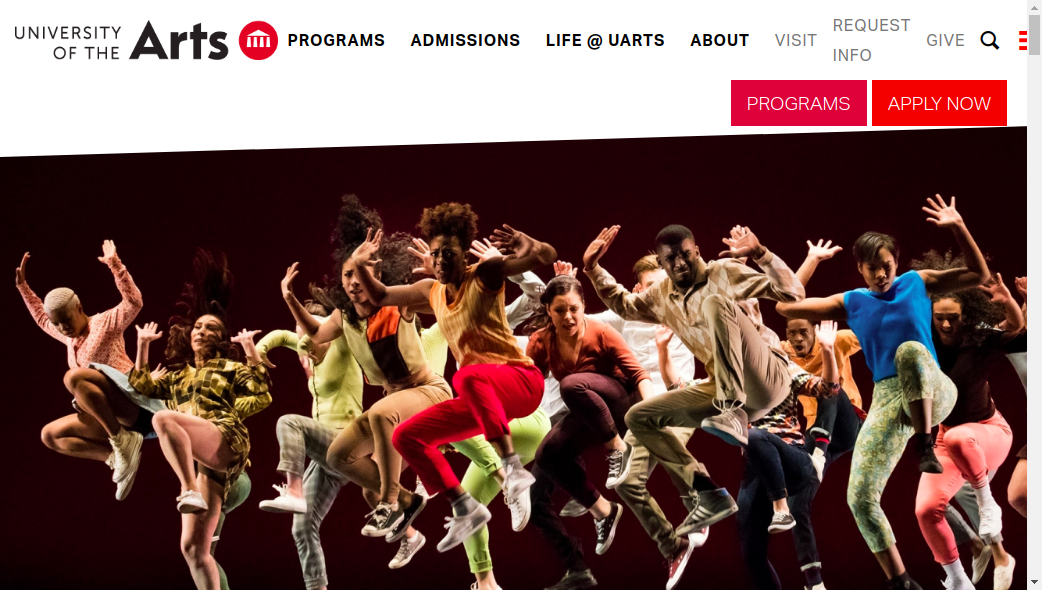 UNIVERSITY
OF THE Arts
PROGRAMS ADMISSIONS LIFE @ UARTS ABOUT VISIT REQUEST INFO GIVE
PROGRAMS APPLY NOW